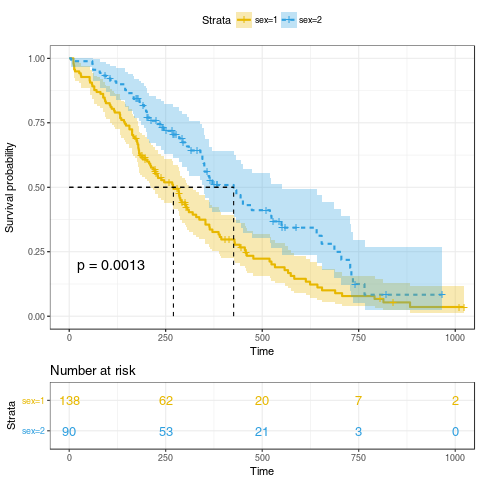 Strata sex=1 sex=2
1.00
0.75
0.50
0.25
0.00
Survival probability
p = 0.0013
0 250 500 750 1000
Time
Number at risk
Strata
sex=1 138 62 20 7 2
sex=2 90 53 21 3 0
0 250 500 750 1000
Time